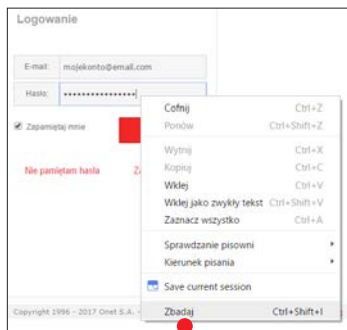 Logowanie
E-mail: mojekonto@email.com
Hasło: ••••••••••••••••
Zapamiętaj mnie
Nie pamiętam hasła
Cofnij Ctrl+Z
Ponów Ctrl+Shift+Z
Wytnij Ctrl+X
Kopiuj Ctrl+C
Wklej Ctrl+V
Wklej jako zwykły tekst Ctrl+Shift+V
Zaznacz wszystko Ctrl+A
Sprawdzanie pisowni
Kierunek pisania
Save current session
Zbadaj Ctrl+Shift+I
Copyright 1996 - 2017 Onet S.A. -